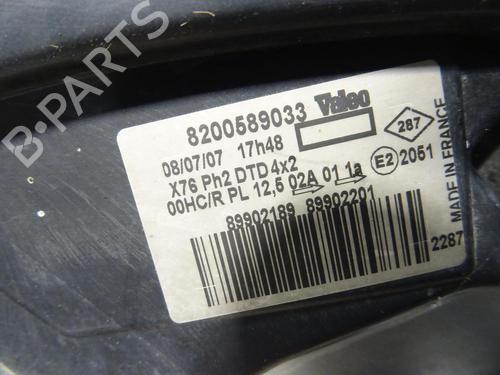 B-PARTS
8200589033 Valeo
08/07/07 17h48
X76 Ph2 DTD 4x2
00HC/R PL 12,5 02A 01 1a
287
E2 2051
MADE IN FRANCE
89902189 89902201
2287